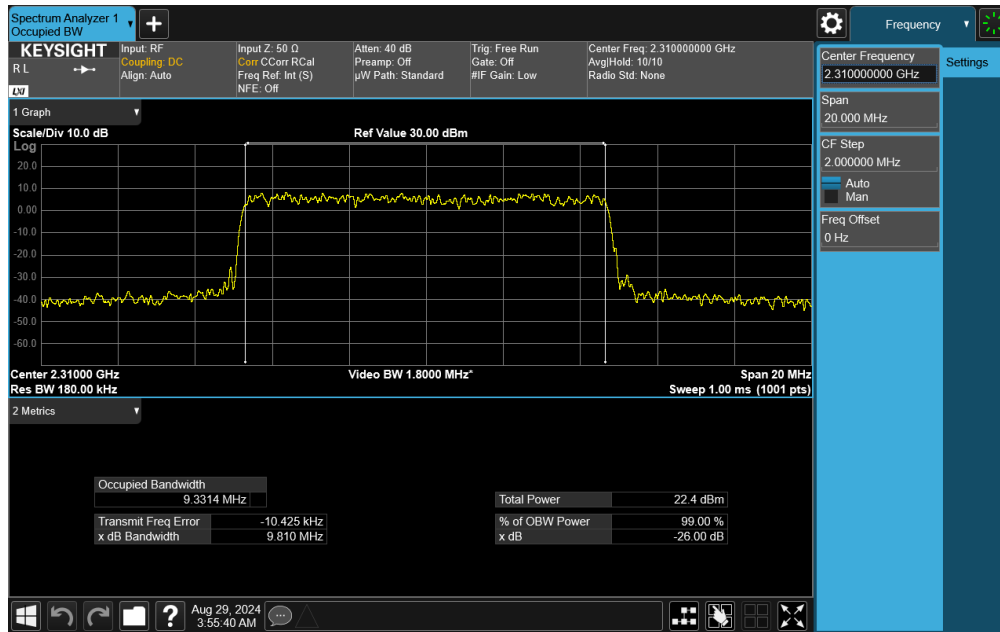 Spectrum Analyzer 1
Occupied BW
Frequency
KEYSIGHT
R L
LXI
Input: RF
Coupling: DC
Align: Auto
Input Z: 50 Ω
Corr CCorr RCal
Freq Ref: Int (S)
NFE: Off
Atten: 40 dB
Preamp: Off
µW Path: Standard
Trig: Free Run
Gate: Off
#IF Gain: Low
Center Freq: 2.310000000 GHz
Avg|Hold: 10/10
Radio Std: None
Center Frequency
2.310000000 GHz
Settings
Span
20.000 MHz
CF Step
2.000000 MHz
Auto
Man
Freq Offset
0 Hz
1 Graph
Scale/Div 10.0 dB
Ref Value 30.00 dBm
Log
20.0
10.0
0.00
-10.0
-20.0
-30.0
-40.0
-50.0
-60.0
Center 2.31000 GHz
Video BW 1.8000 MHz*
Span 20 MHz
Res BW 180.00 kHz
Sweep 1.00 ms (1001 pts)
2 Metrics
Occupied Bandwidth
9.3314 MHz
Transmit Freq Error -10.425 kHz
x dB Bandwidth 9.810 MHz
Total Power 22.4 dBm
% of OBW Power 99.00 %
x dB -26.00 dB
?
Aug 29, 2024
3:55:40 AM